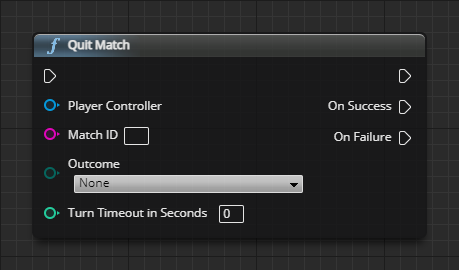 Quit Match
Player Controller
On Success
Match ID
On Failure
Outcome
None
Turn Timeout in Seconds 0